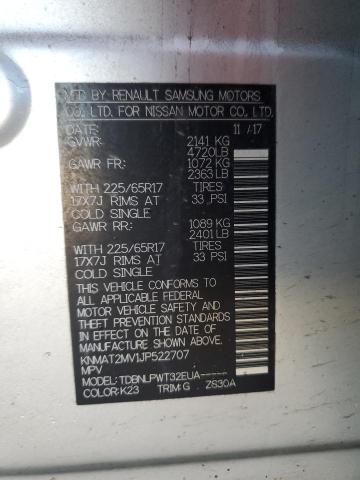 MFD BY RENAULT SAMSUNG MOTORS
CO., LTD. FOR NISSAN MOTOR CO., LTD.
DATE: 11/17
GVWR: 2141 KG
4720LB
GAWR FR: 1072 KG
2363LB
WITH 225/65R17 TIRES
17X7J RIMS AT 33 PSI
COLD SINGLE
GAWR RR: 1089 KG
2401LB
WITH 225/65R17 TIRES
17X7J RIMS AT 33 PSI
COLD SINGLE
THIS VEHICLE CONFORMS TO
ALL APPLICABLE FEDERAL
MOTOR VEHICLE SAFETY AND
THEFT PREVENTION STANDARDS
IN EFFECT ON THE DATE OF
MANUFACTURE SHOWN ABOVE.
KNMAT2MV1JP522707
MPV
MODEL: TDBNLPWT32EUA-----
COLOR: K23 TRIM: G ZS30A